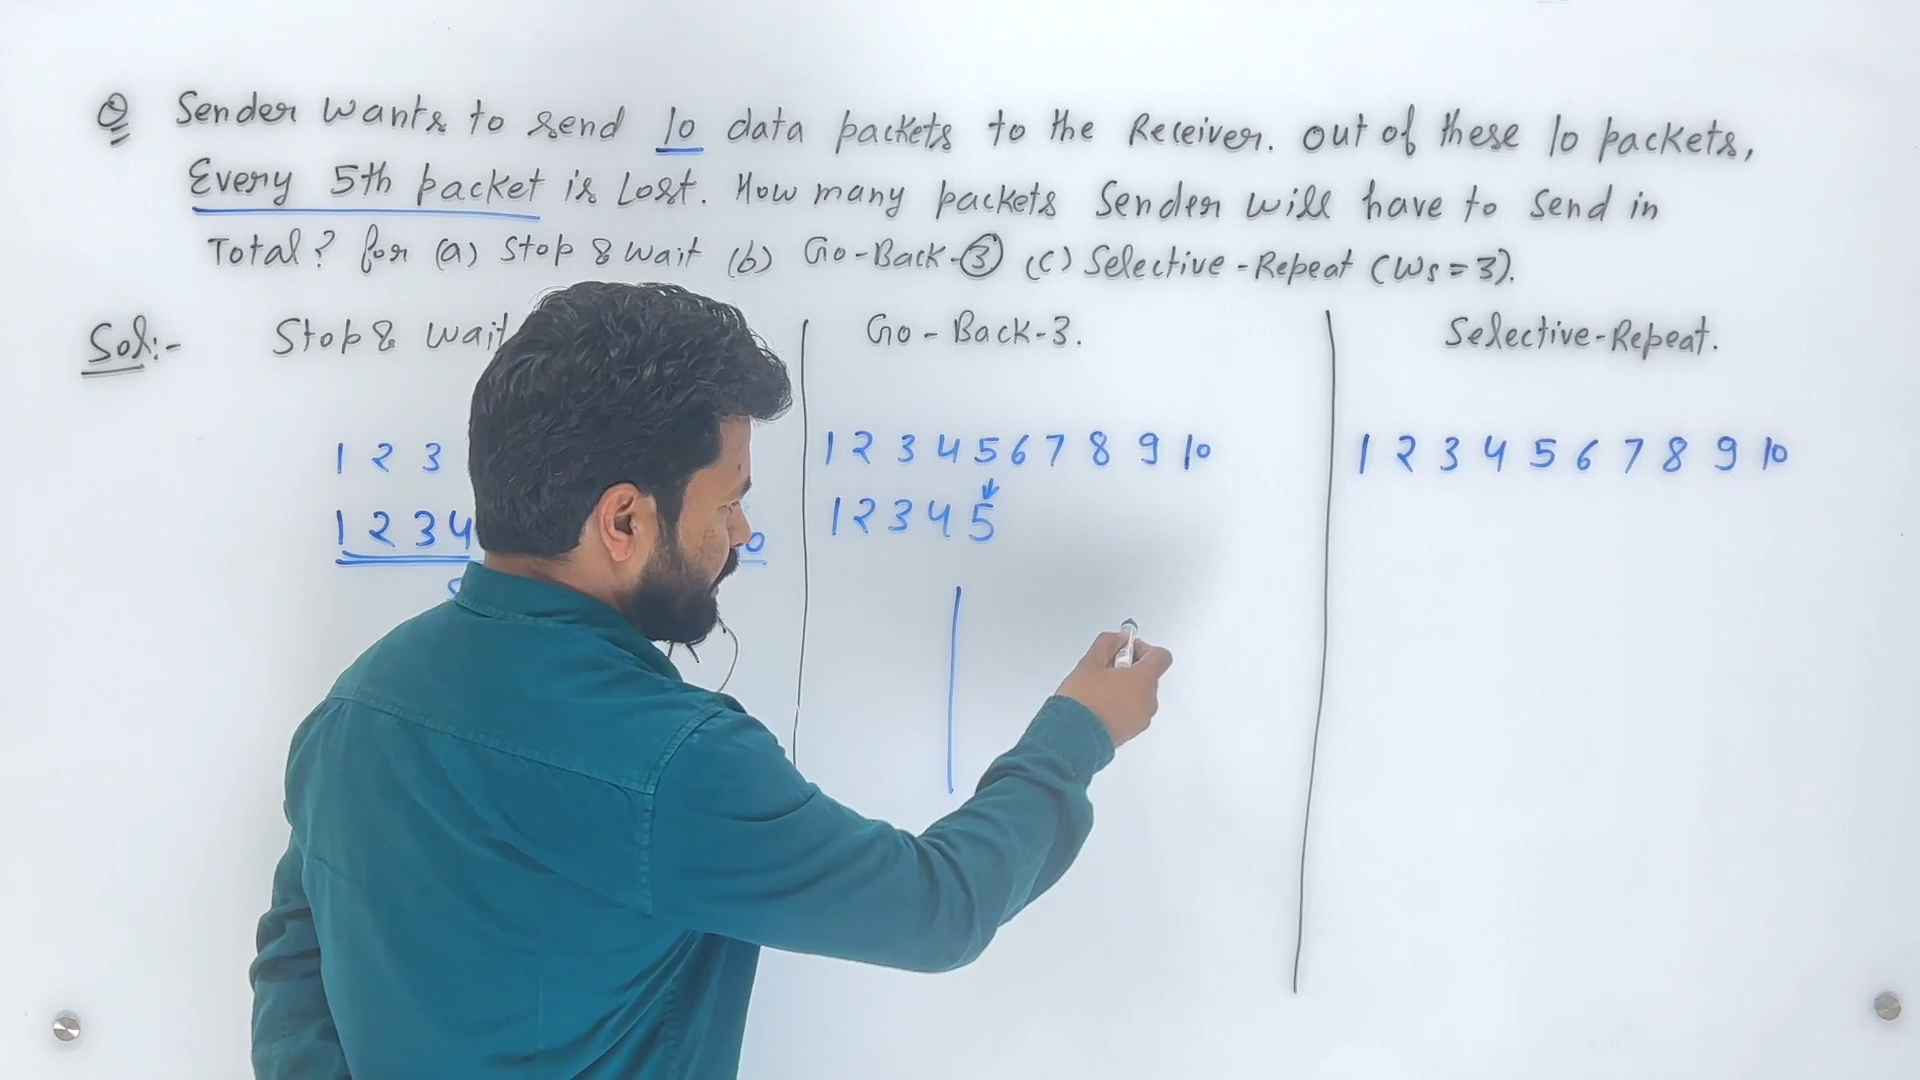 Q Sender wants to send 10 data packets to the Receiver. out of these 10 packets,
Every 5th packet is Lost. How many packets Sender will have to send in
Total? for (a) Stop & wait (b) Go-Back-3 (c) Selective-Repeat (Ws=3).
Sol:-
Stop & wait
1 2 3
1 2 3 4
Go-Back-3.
1 2 3 4 5 6 7 8 9 10
1 2 3 4 5
Selective-Repeat.
1 2 3 4 5 6 7 8 9 10